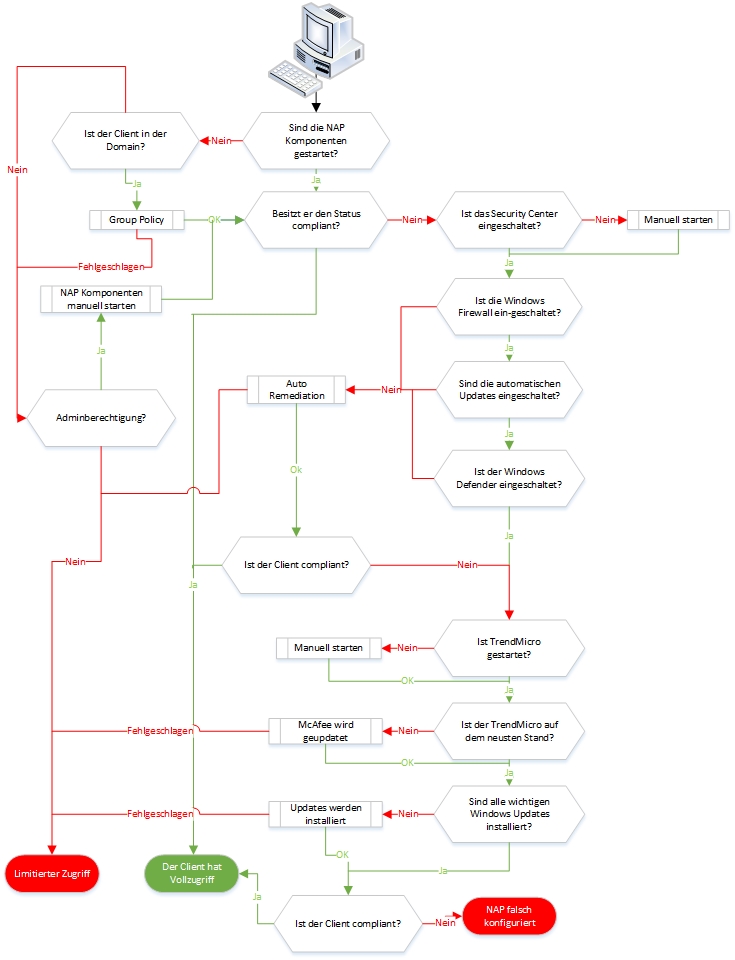 Ist der Client in der
Domain?
Nein
Sind die NAP
Komponenten
gestartet?
Nein
Ja
Ja
Group Policy
OK
Besitzt er den Status
compliant?
Nein
Ist das Security Center
eingeschaltet?
Nein
Manuell starten
Fehlgeschlagen
Ja
NAP Komponenten
manuell starten
Ist die Windows
Firewall ein-geschaltet?
Ja
Ja
Auto
Remediation
Nein
Sind die automatischen
Updates eingeschaltet?
Adminberechtigung?
Ja
Ok
Ist der Windows
Defender eingeschaltet?
Ja
Nein
Ist der Client compliant?
Nein
Ja
Manuell starten
Nein
Ist TrendMicro
gestartet?
OK
Ja
Fehlgeschlagen
McAfee wird
geupdatet
Nein
Ist der TrendMicro auf
dem neusten Stand?
OK
Ja
Fehlgeschlagen
Updates werden
installiert
Nein
Sind alle wichtigen
Windows Updates
installiert?
OK
Ja
Limitierter Zugriff
Der Client hat
Vollzugriff
Ja
Ist der Client compliant?
Nein
NAP falsch
konfiguriert